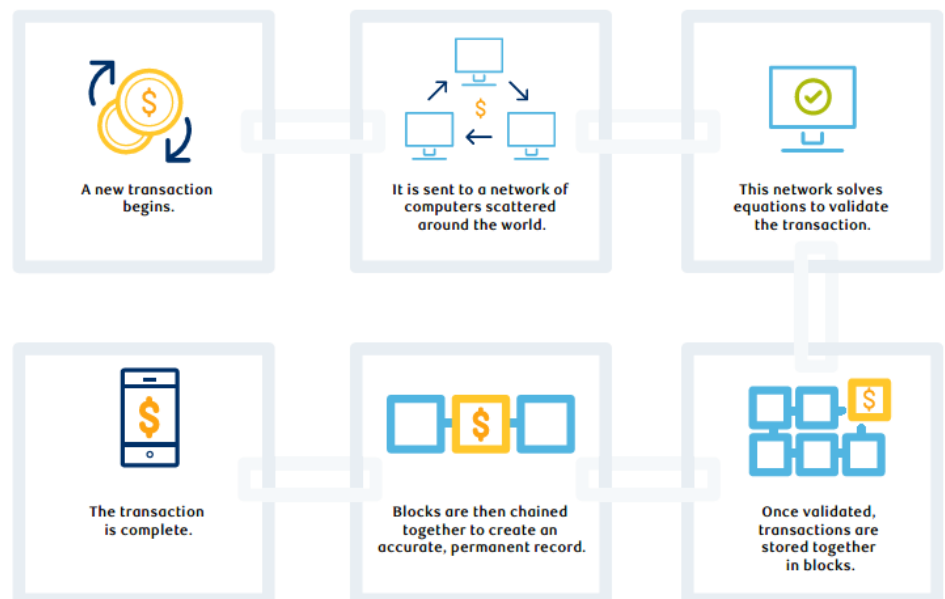 $
A new transaction
begins.
$
It is sent to a network of
computers scattered
around the world.
This network solves
equations to validate
the transaction.
$
Once validated,
transactions are
stored together
in blocks.
$
Blocks are then chained
together to create an
accurate, permanent record.
$
The transaction
is complete.